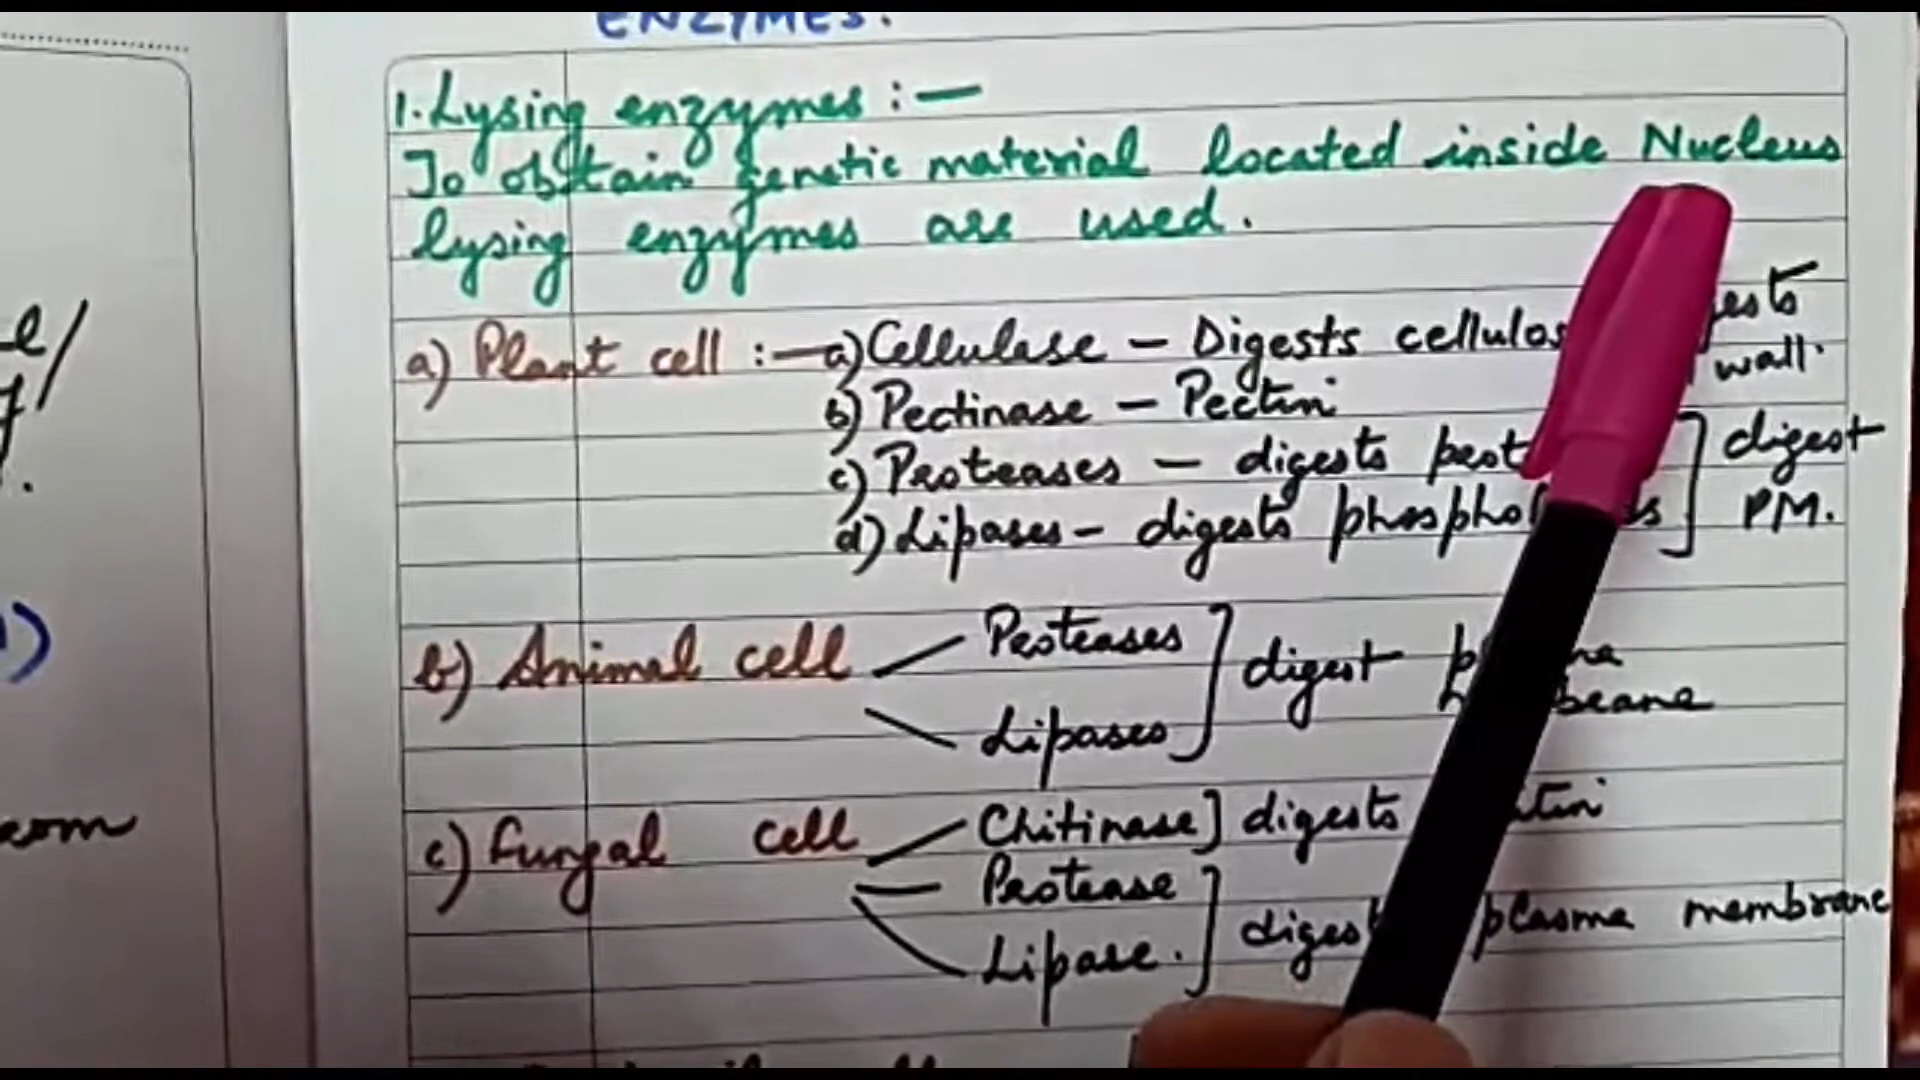 ENZYMES.
1. Lysing enzymes :—
To obtain genetic material located inside Nucleus
lysing enzymes are used.
a) Plant cell :— a) Cellulase — Digests
wall.
b) Pectinase — Pectin
c) Proteases — digests digest
d) Lipases — digests PM.
b) Animal cell Proteases digest
Lipases
c) Fungal cell Chitinase] digests
Protease
Lipase. plasma membrane